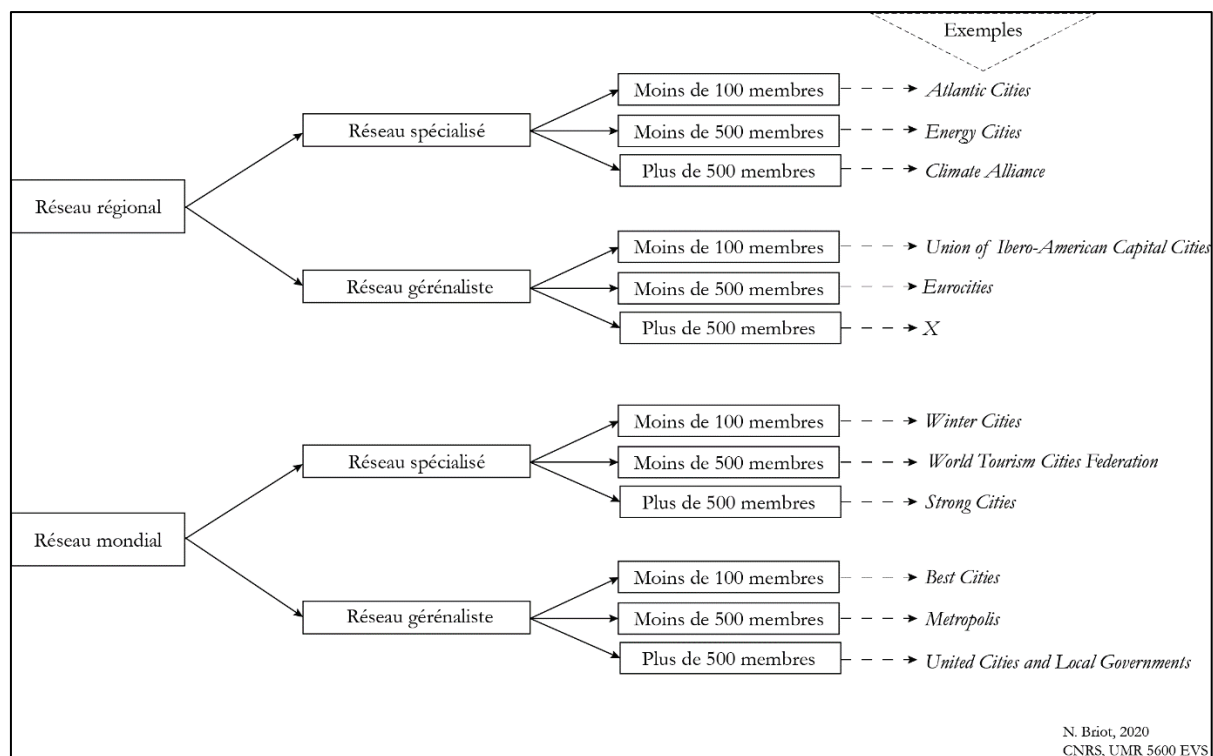 Exemples
Réseau régional
Réseau spécialisé
Moins de 100 membres
Atlantic Cities
Moins de 500 membres
Energy Cities
Plus de 500 membres
Climate Alliance
Réseau gérénaliste
Moins de 100 membres
Union of Ibero-American Capital Cities
Moins de 500 membres
Eurocities
Plus de 500 membres
X
Réseau mondial
Réseau spécialisé
Moins de 100 membres
Winter Cities
Moins de 500 membres
World Tourism Cities Federation
Plus de 500 membres
Strong Cities
Réseau gérénaliste
Moins de 100 membres
Best Cities
Moins de 500 membres
Metropolis
Plus de 500 membres
United Cities and Local Governments
N. Briot, 2020
CNRS, UMR 5600 EVS